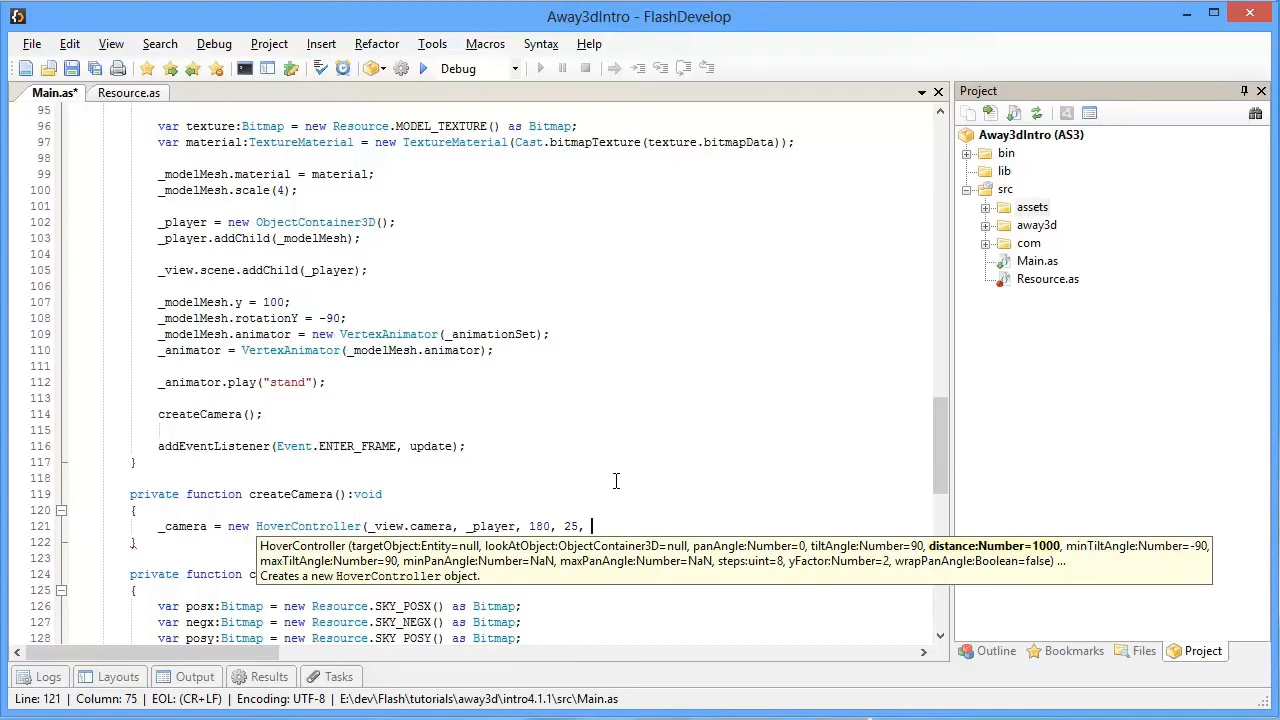 Away3dIntro - FlashDevelop
File Edit View Search Debug Project Insert Refactor Tools Macros Syntax Help
Debug
Main.as* Resource.as
95
96 var texture:Bitmap = new Resource.MODEL_TEXTURE() as Bitmap;
97 var material:TextureMaterial = new TextureMaterial(Cast.bitmapTexture(texture.bitmapData));
98
99 _modelMesh.material = material;
100 _modelMesh.scale(4);
101
102 _player = new ObjectContainer3D();
103 _player.addChild(_modelMesh);
104
105 _view.scene.addChild(_player);
106
107 _modelMesh.y = 100;
108 _modelMesh.rotationY = -90;
109 _modelMesh.animator = new VertexAnimator(_animationSet);
110 _animator = VertexAnimator(_modelMesh.animator);
111
112 _animator.play("stand");
113
114 createCamera();
115
116 addEventListener(Event.ENTER_FRAME, update);
117 }
118
119 private function createCamera():void
120 {
121 _camera = new HoverController(_view.camera, _player, 180, 25,
122 }
HoverController (targetObject:Entity=null, lookAtObject:ObjectContainer3D=null, panAngle:Number=0, tiltAngle:Number=90, distance:Number=1000, minTiltAngle:Number=-90,
123
maxTiltAngle:Number=90, minPanAngle:Number=NaN, maxPanAngle:Number=NaN, steps:uint=8, yFactor:Number=2, wrapPanAngle:Boolean=false) ...
124 private function c
Creates a new HoverController object.
125 {
126 var posx:Bitmap = new Resource.SKY_POSX() as Bitmap;
127 var negx:Bitmap = new Resource.SKY_NEGX() as Bitmap;
128 var posy:Bitmap = new Resource.SKY_POSY() as Bitmap;
Project
Away3dIntro (AS3)
bin
lib
src
assets
away3d
com
Main.as
Resource.as
Outline Bookmarks Files Project
Logs Layouts Output Results Tasks
Line: 121 Column: 75 EOL: (CR+LF) Encoding: UTF-8 E:\dev\Flash\tutorials\away3d\intro4.1.1\src\Main.as